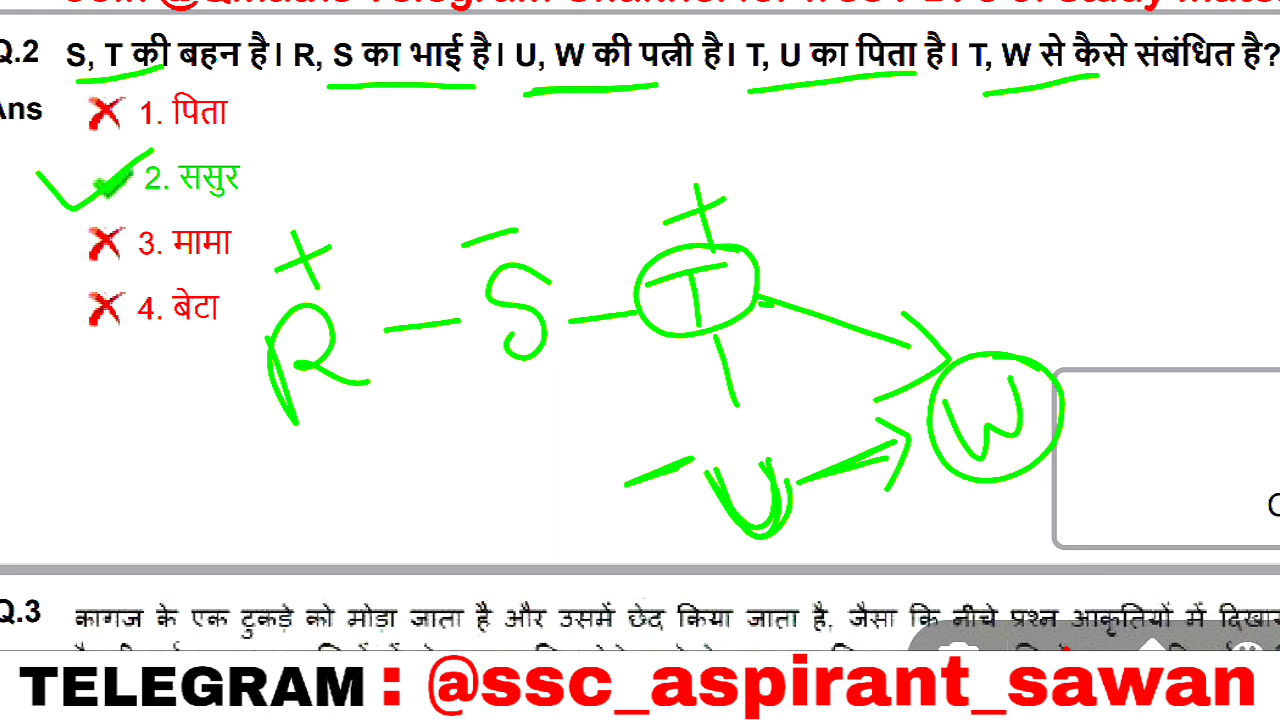 Q.2 S, T की बहन है। R, S का भाई है। U, W की पत्नी है। T, U का पिता है। T, W से कैसे संबंधित है?
Ans 1. पिता
2. ससुर
3. मामा
4. बेटा
R S T
W
U
Q.3 कागज के एक टुकड़े को मोड़ा जाता है और उसमें छेद किया जाता है, जैसा कि नीचे प्रश्न आकृतियों में
TELEGRAM : @ssc_aspirant_sawan